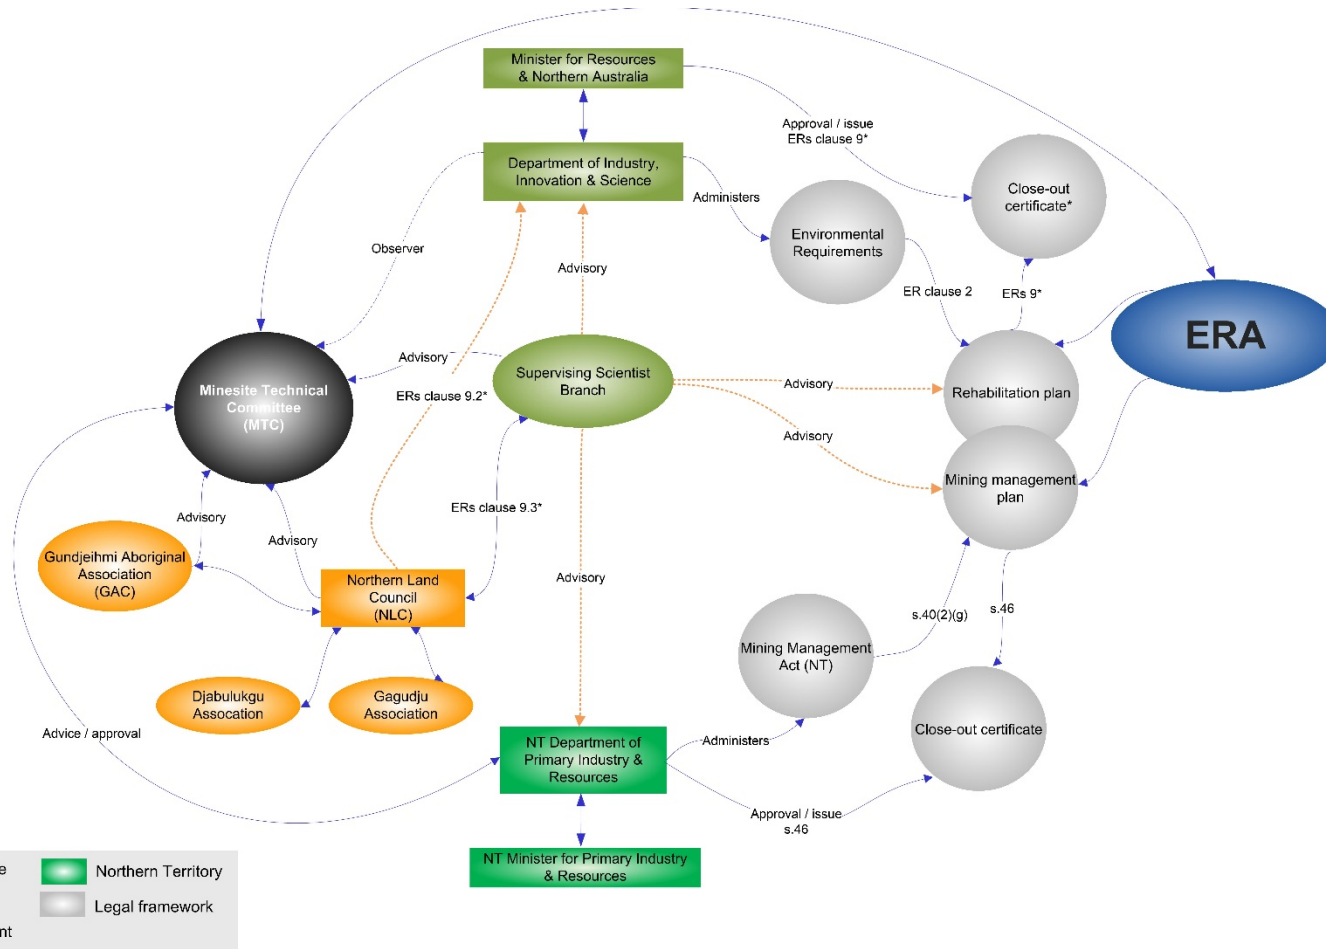 Minister for Resources
& Northern Australia
Approval / issue
ERs clause 9*
Department of Industry,
Innovation & Science
Administers
Close-out
certificate*
Environmental
Requirements
Observer
Advisory
ER clause 2
ERs 9*
ERA
Advisory
Supervising Scientist
Branch
Minesite Technical
Committee
(MTC)
ERs clause 9.2*
Advisory
Rehabilitation plan
Advisory
Mining management
plan
ERs clause 9.3*
Advisory
Advisory
Gundjeihmi Aboriginal
Association
(GAC)
Northern Land
Council
(NLC)
Advisory
s.40(2)(g)
s.46
Mining Management
Act (NT)
Djabulukgu
Assocation
Gagudju
Association
Close-out certificate
Advice / approval
NT Department of
Primary Industry &
Resources
Administers
Approval / issue
s.46
NT Minister for Primary Industry
& Resources
Northern Territory
Legal framework